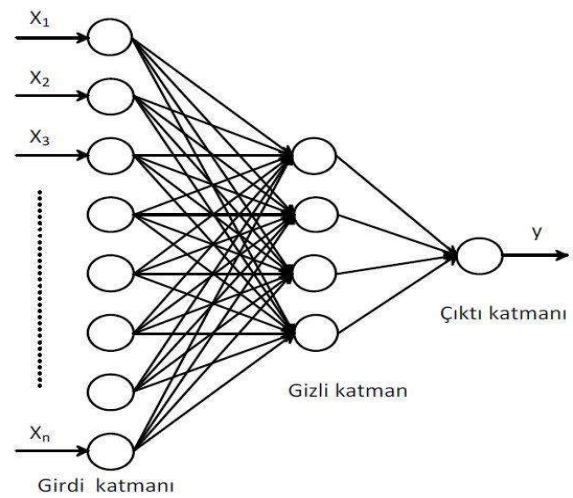 X₁
X₂
X₃
Xₙ
Girdi katmanı
Gizli katman
Çıktı katmanı
y